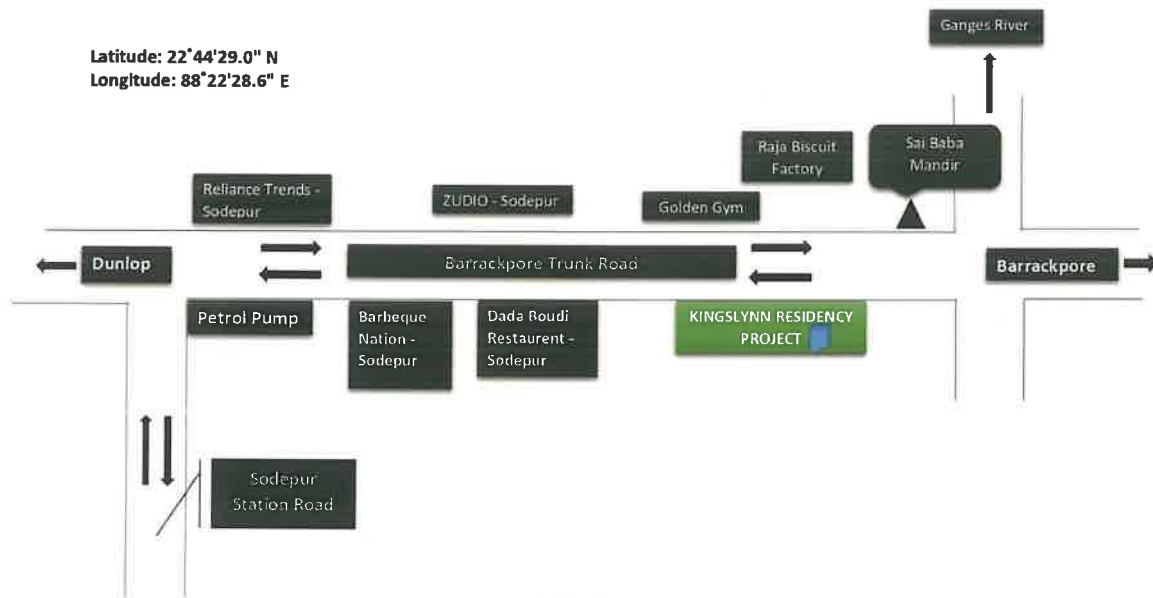 Latitude: 22°44'29.0" N
Longitude: 88°22'28.6" E
Ganges River
Raja Biscuit
Factory
Sai Baba
Mandir
Reliance Trends -
Sodepur
ZUDIO - Sodepur
Golden Gym
Dunlop
Barrackpore Trunk Road
Barrackpore
Petrol Pump
Barbeque
Nation -
Sodepur
Dada Boudi
Restaurent -
Sodepur
KINGSLYNN RESIDENCY
PROJECT
Sodepur
Station Road